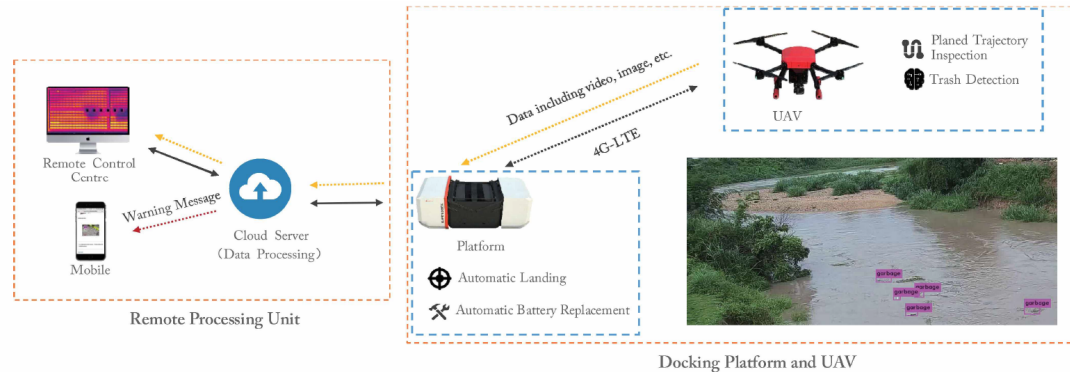 Remote Control
Centre
Mobile
Warning Message
Cloud Server
(Data Processing)
Remote Processing Unit
Data including video, image, etc.
4G-LTE
Platform
Automatic Landing
Automatic Battery Replacement
UAV
Planed Trajectory
Inspection
Trash Detection
garbage
garbage
garbage
garbage
garbage
Docking Platform and UAV